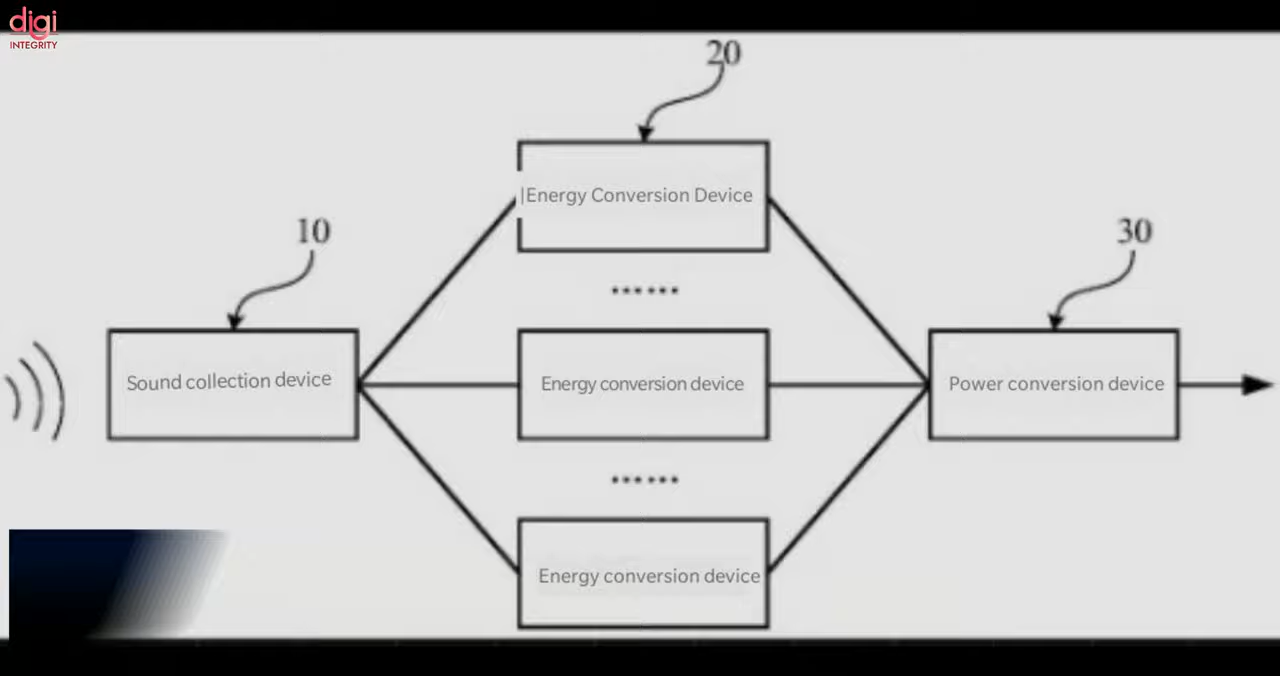 digi
INTEGRITY
20
Energy Conversion Device
10
30
......
Sound collection device
Energy conversion device
Power conversion device
......
Energy conversion device